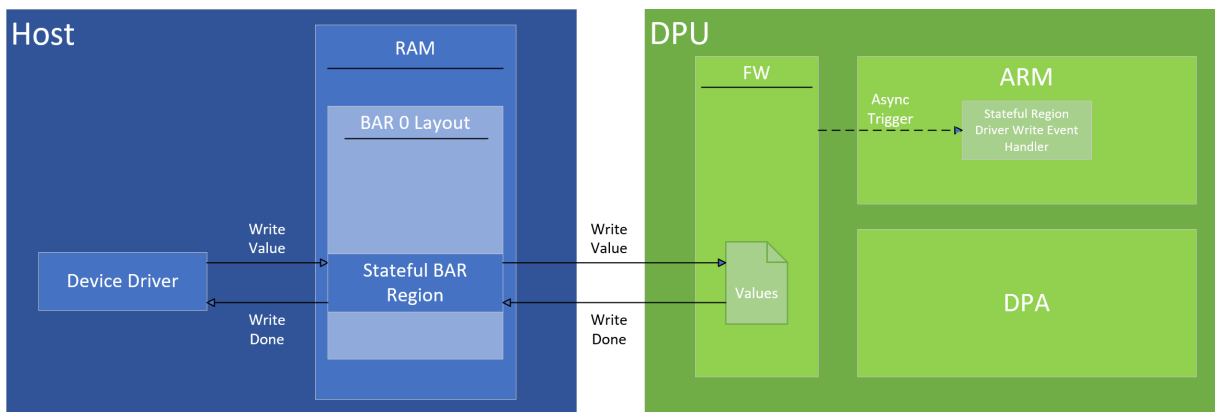 Host
RAM
BAR 0 Layout
Write
Value
Device Driver
Stateful BAR
Region
Write
Done
Write
Value
Write
Done
DPU
FW
Values
Async
Trigger
ARM
Stateful Region
Driver Write Event
Handler
DPA